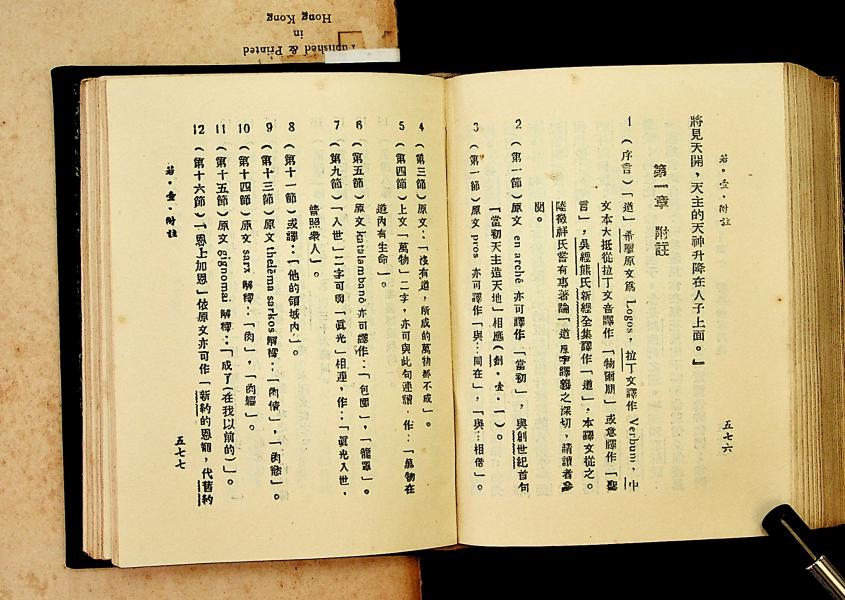 Published & Printed
in
Hong Kong
若·壹·附註
五七六
將見天開，天主的天神升降在人子上面。』
第一章 附註
1 （序言）「道」希臘原文爲 Logos，拉丁文譯作 Verbum，中
文本大抵從拉丁文音譯作「物爾朋」或意譯作「聖
言」，吳經熊氏新經全集譯作「道」，本譯文從之。
陸徵祥氏嘗有專著論「道」字譯義之深切，請讀者參
閱。
2 （第一節）原文 en archē 亦可譯作「當初」，與創世紀首句
「當初天主造天地」相應（創·壹·一）。
3 （第一節）原文 pros 亦可譯作「與…同在」，「與…相偕」。
4 （第三節）原文：「沒有道，所成的萬物都不成」。
5 （第四節）上文「萬物」二字，亦可與此句連讀，作：「萬物在
道內有生命」。
6 （第五節）原文 katalambanō 亦可譯作：「包圍」，「籠罩」。
7 （第九節）「入世」二字可與「眞光」相連，作：「眞光入世，
普照衆人」。
8 （第十一節）或譯：「他的領域內」。
9 （第十三節）原文 thelēma sarkos 解釋：「肉情」，「肉慾」。
10 （第十四節）原文 sarx 解釋：「肉」，「肉軀」。
11 （第十五節）原文 gignomai 解釋：「成了（在我以前的）」。
12 （第十六節）「恩上加恩」依原文亦可作「新約的恩寵，代舊約
若·壹·附註
五七七